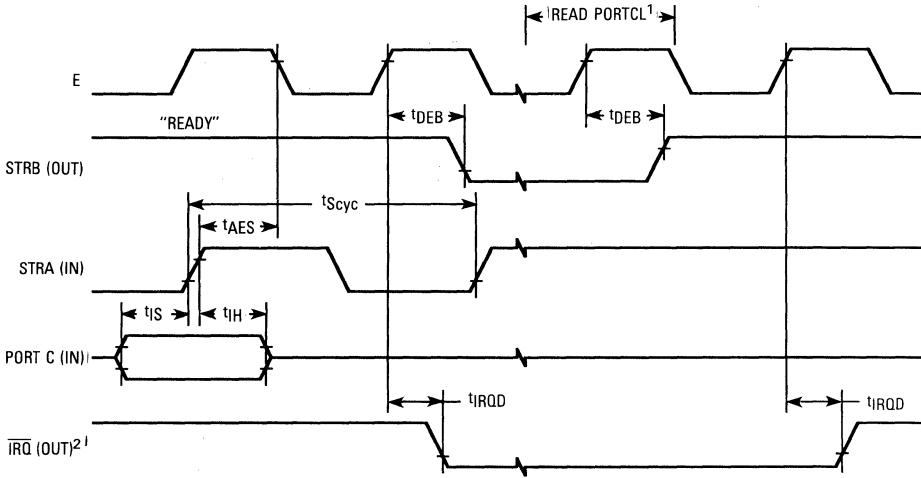 READ PORTCL¹
E
tDEB
tDEB
"READY"
STRB (OUT)
tScyc
tAES
STRA (IN)
tIS
tIH
PORT C (IN)
tIRQD
tIRQD
IRQ (OUT)²